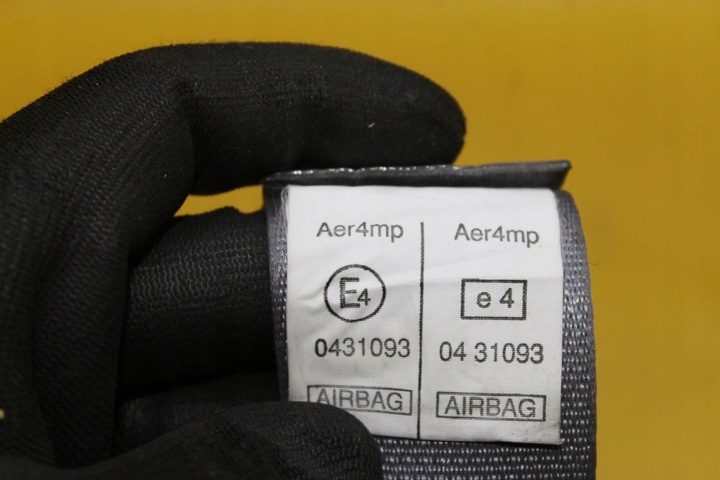 Aer4mp
E4
0431093
AIRBAG
Aer4mp
e 4
04 31093
AIRBAG